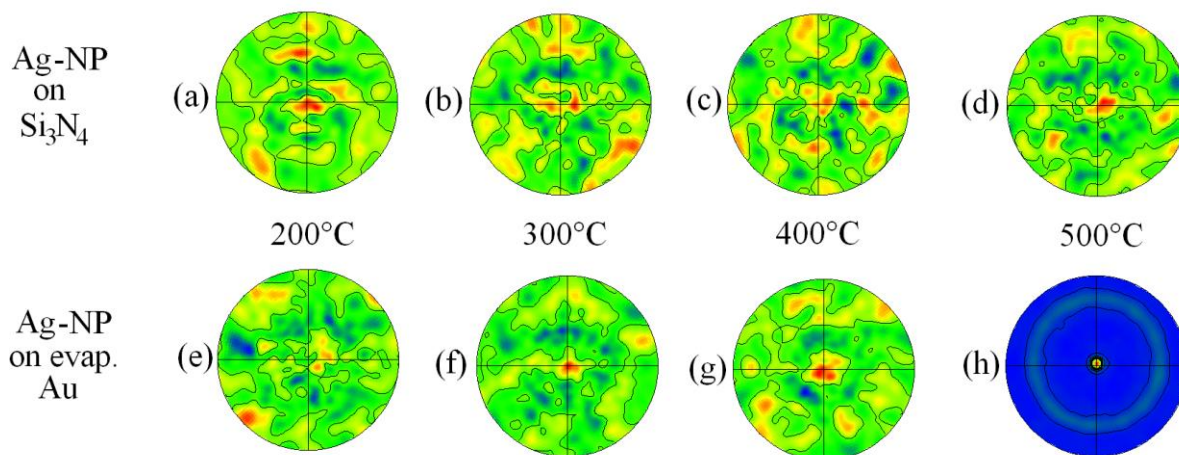 Ag-NP
on
Si₃N₄
(a)
(b)
(c)
(d)
200°C
300°C
400°C
500°C
Ag-NP
on evap.
Au
(e)
(f)
(g)
(h)